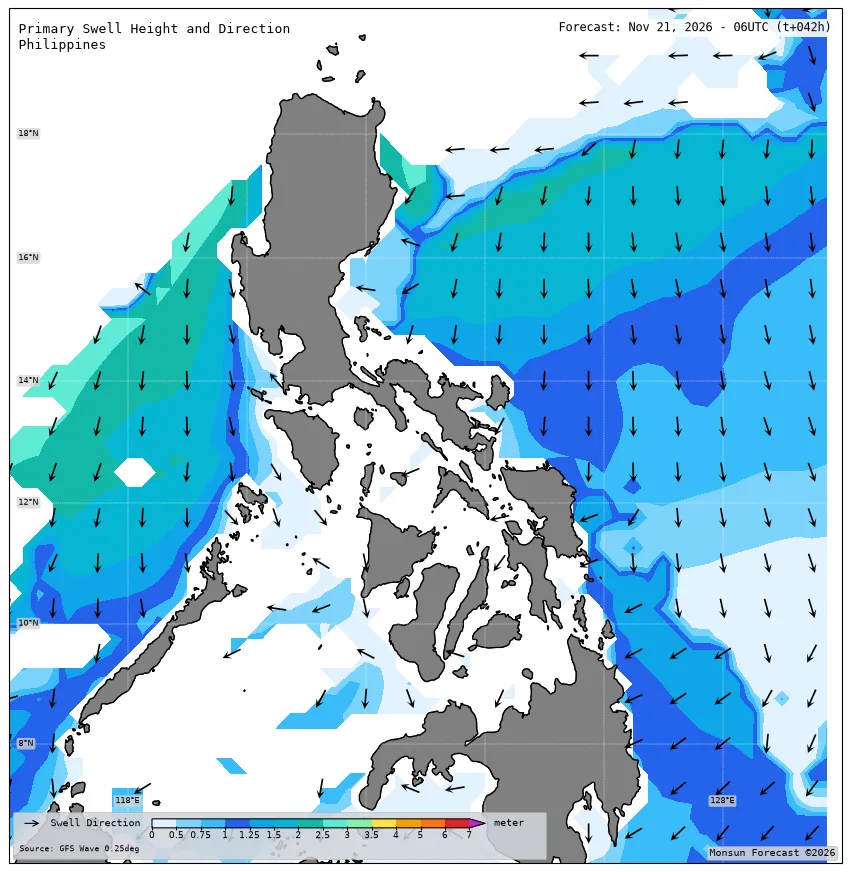 Primary Swell Height and Direction
Philippines
Forecast: Nov 21, 2026 - 06UTC (t+042h)
18°N
16°N
14°N
12°N
10°N
8°N
118°E
128°E
Swell Direction
0 0.5 0.75 1 1.25 1.5 2 2.5 3 3.5 4 5 6 7
meter
Source: GFS Wave 0.25deg
Monsun Forecast ©2026